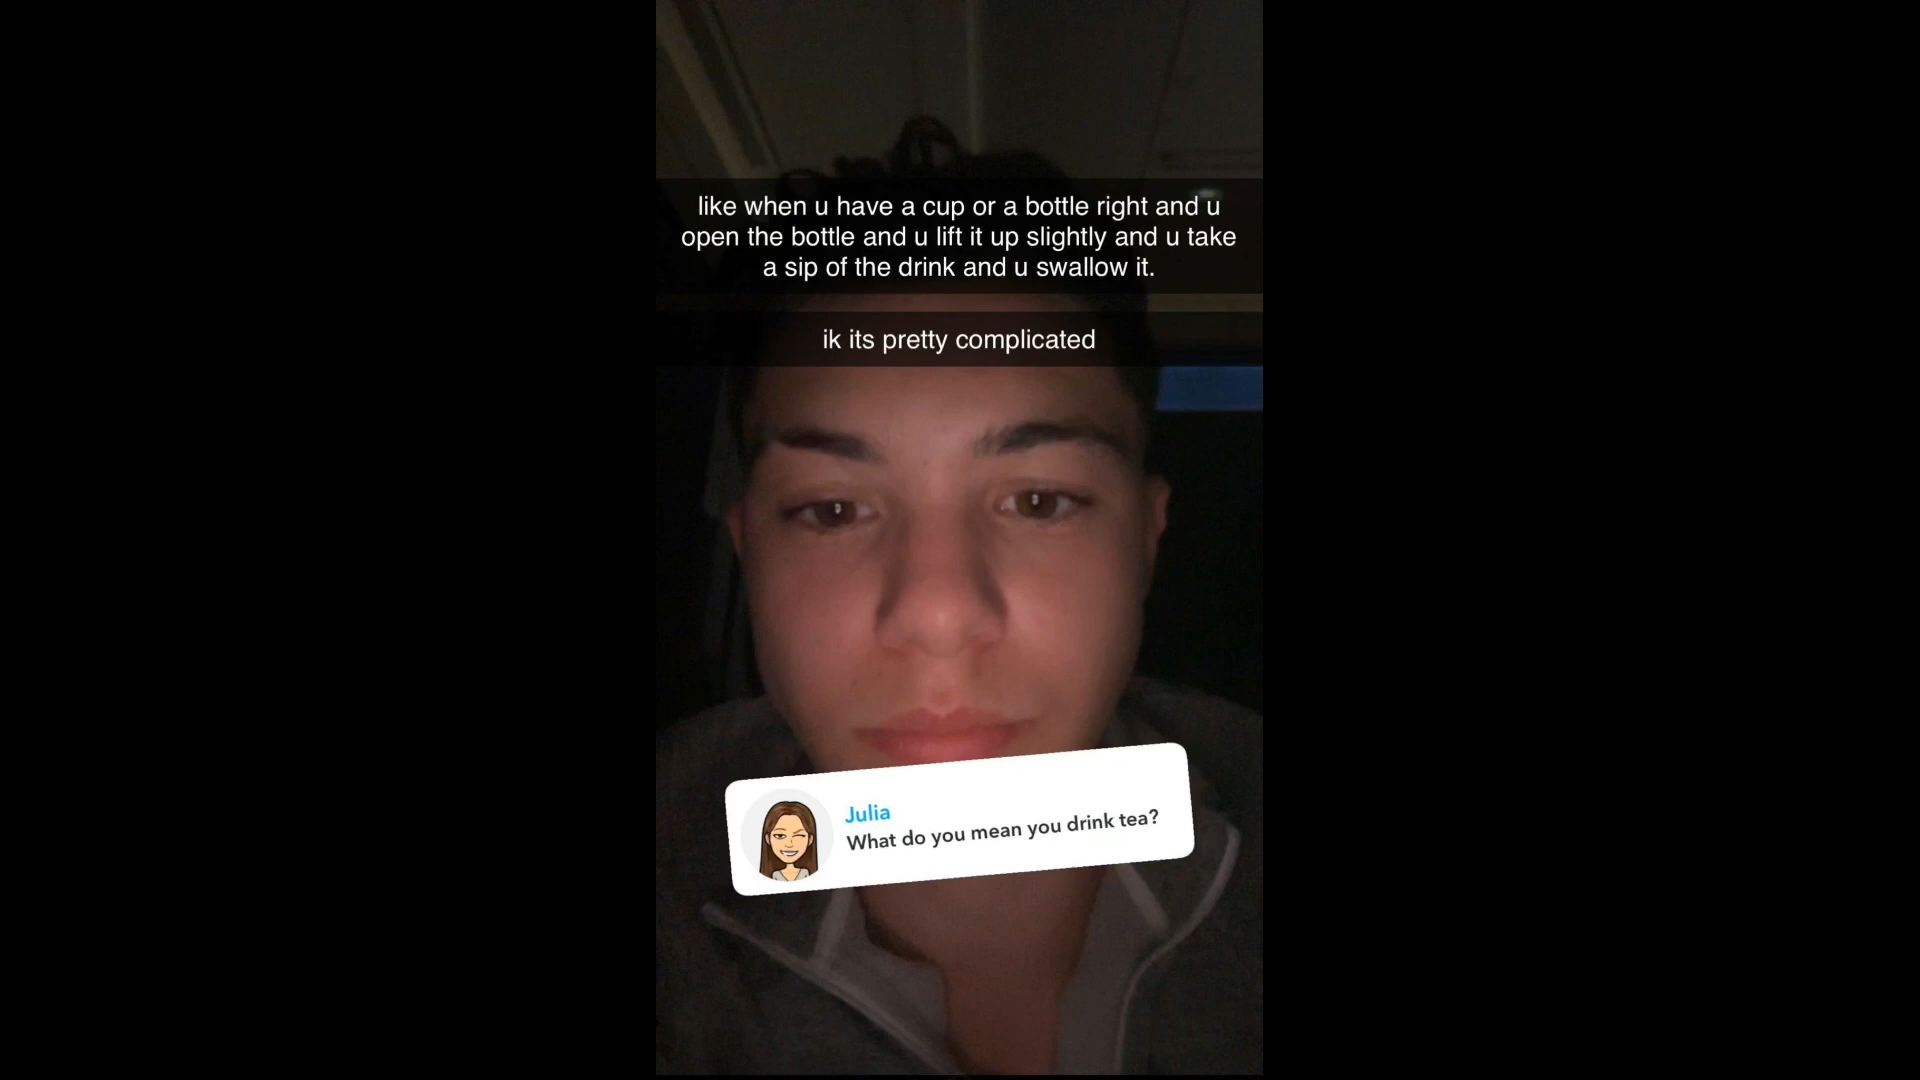 like when u have a cup or a bottle right and u
open the bottle and u lift it up slightly and u take
a sip of the drink and u swallow it.
ik its pretty complicated
Julia
What do you mean you drink tea?